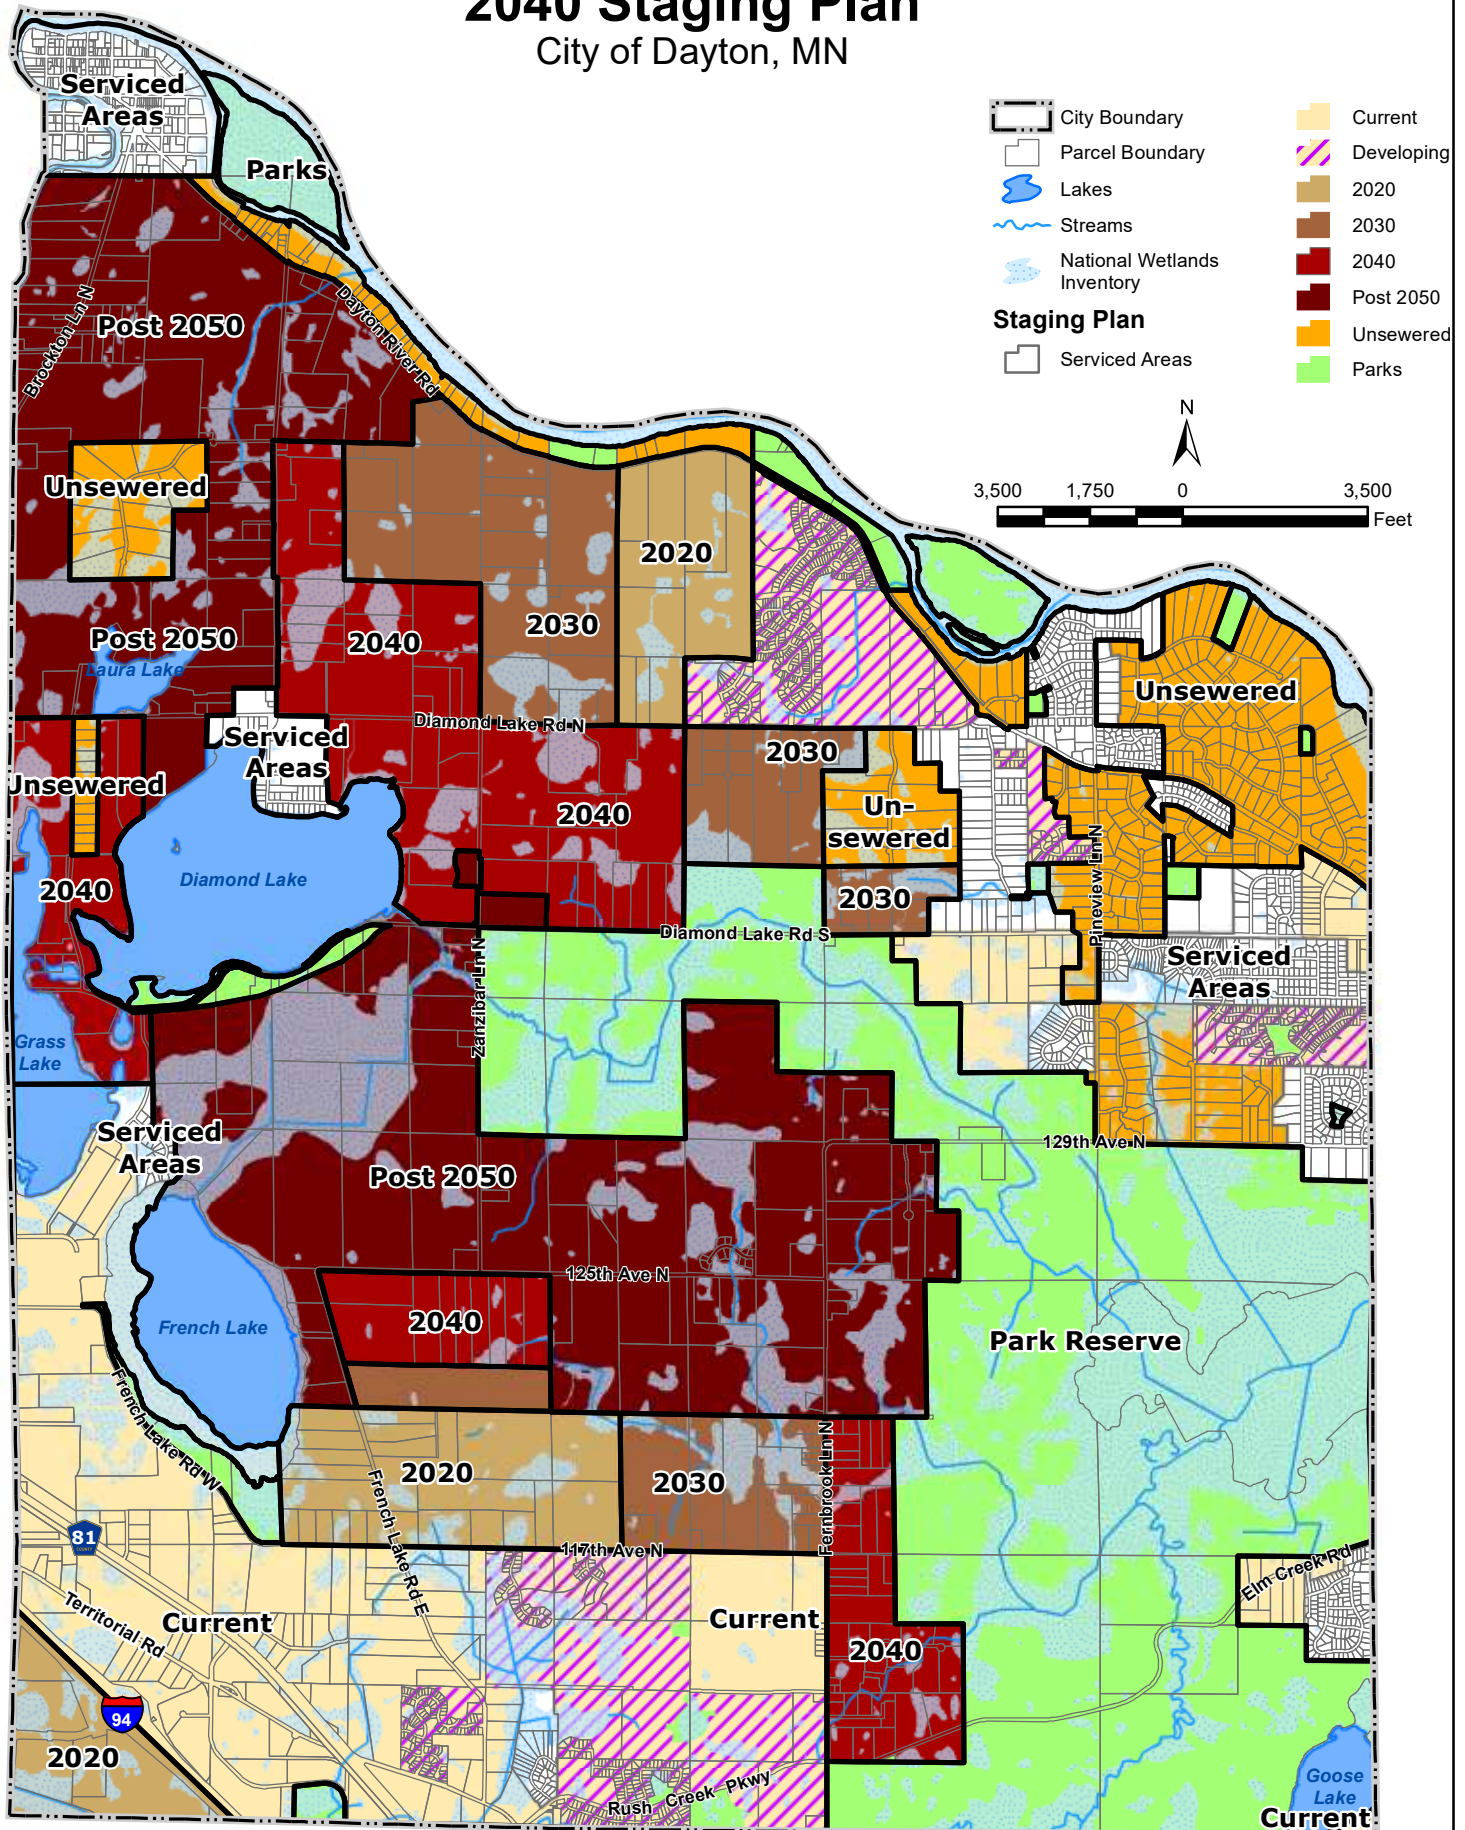 2040 Staging Plan
City of Dayton, MN
City Boundary
Parcel Boundary
Lakes
Streams
National Wetlands
Inventory
Staging Plan
Serviced Areas
Current
Developing
2020
2030
2040
Post 2050
Unsewered
Parks
N
3,500 1,750 0 3,500
Feet
Serviced
Areas
Parks
Brockton Ln N
Post 2050
Dayton River Rd
Unsewered
2020
2030
2040
Post 2050
Laura Lake
Unsewered
Diamond Lake Rd N
Serviced
Areas
2030
Unsewered
2040
Un-
sewered
Pineview Ln N
2040
Diamond Lake
2030
Diamond Lake Rd S
Zanzibar Ln N
Serviced
Areas
Grass
Lake
Serviced
Areas
129th Ave N
Post 2050
125th Ave N
2040
French Lake
Park Reserve
French Lake Rd W
2020
2030
French Lake Rd E
Fernbrook Ln N
81
COUNTY
117th Ave N
Elm Creek Rd
Territorial Rd
Current
Current
2040
94
2020
Rush Creek Pkwy
Goose
Lake
Current